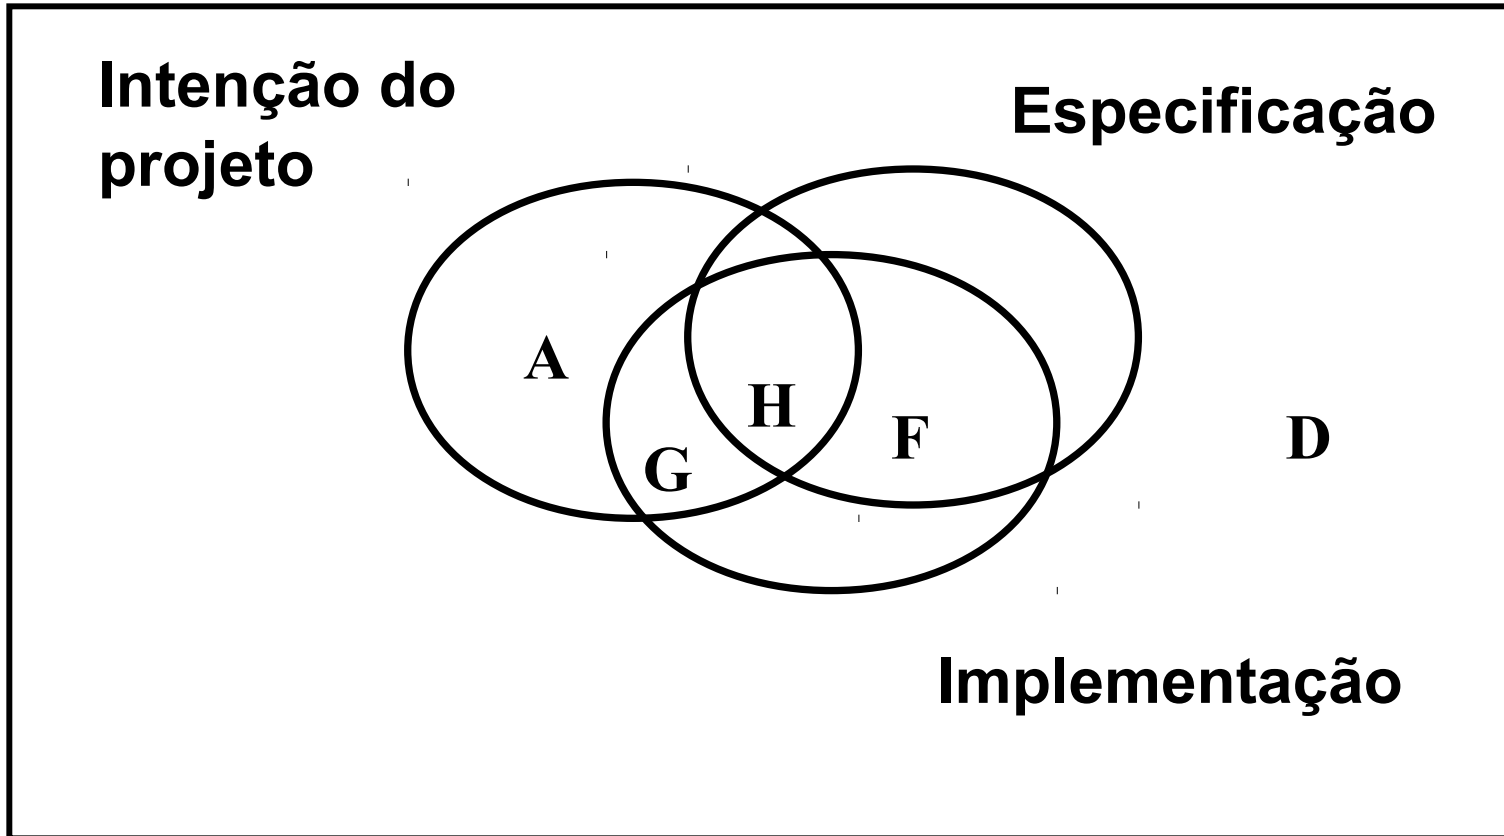 Intenção do
projeto
Especificação
A
H
F
G
D
Implementação